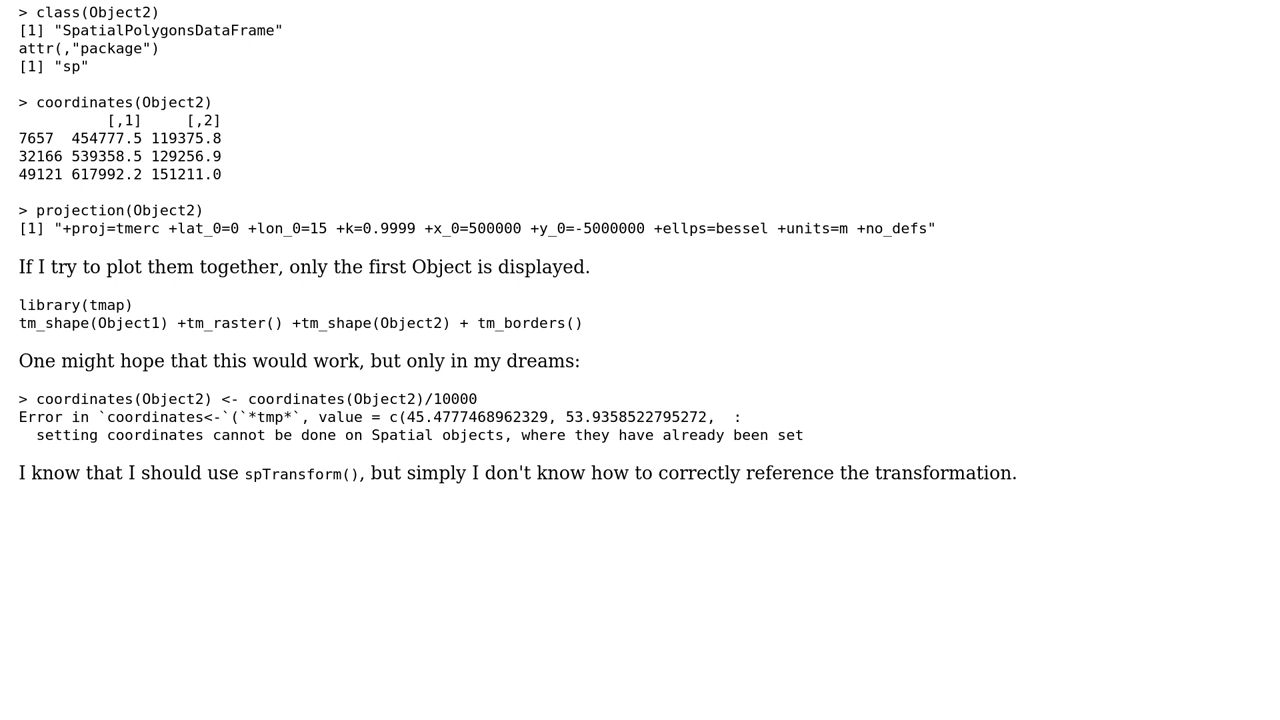 > class(Object2)
[1] "SpatialPolygonsDataFrame"
attr(,"package")
[1] "sp"
> coordinates(Object2)
[,1]     [,2]
7657  454777.5 119375.8
32166 539358.5 129256.9
49121 617992.2 151211.0
> projection(Object2)
[1] "+proj=tmerc +lat_0=0 +lon_0=15 +k=0.9999 +x_0=500000 +y_0=-5000000 +ellps=bessel +units=m +no_defs"
If I try to plot them together, only the first Object is displayed.
library(tmap)
tm_shape(Object1) +tm_raster() +tm_shape(Object2) + tm_borders()
One might hope that this would work, but only in my dreams:
> coordinates(Object2) <- coordinates(Object2)/10000
Error in `coordinates<-`(`*tmp*`, value = c(45.4777468962329, 53.9358522795272,  :
setting coordinates cannot be done on Spatial objects, where they have already been set
I know that I should use spTransform(), but simply I don't know how to correctly reference the transformation.